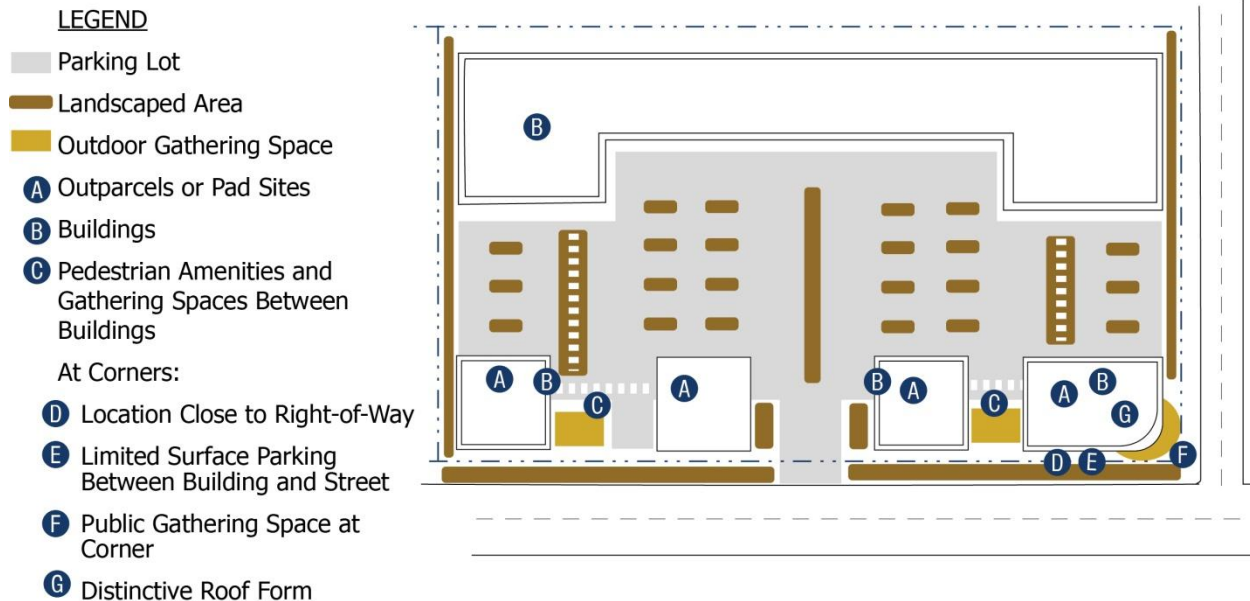 LEGEND
Parking Lot
Landscaped Area
Outdoor Gathering Space
A Outparcels or Pad Sites
B Buildings
C Pedestrian Amenities and
Gathering Spaces Between
Buildings
At Corners:
D Location Close to Right-of-Way
E Limited Surface Parking
Between Building and Street
F Public Gathering Space at
Corner
G Distinctive Roof Form
B
A B C A B A C A B G
D E F